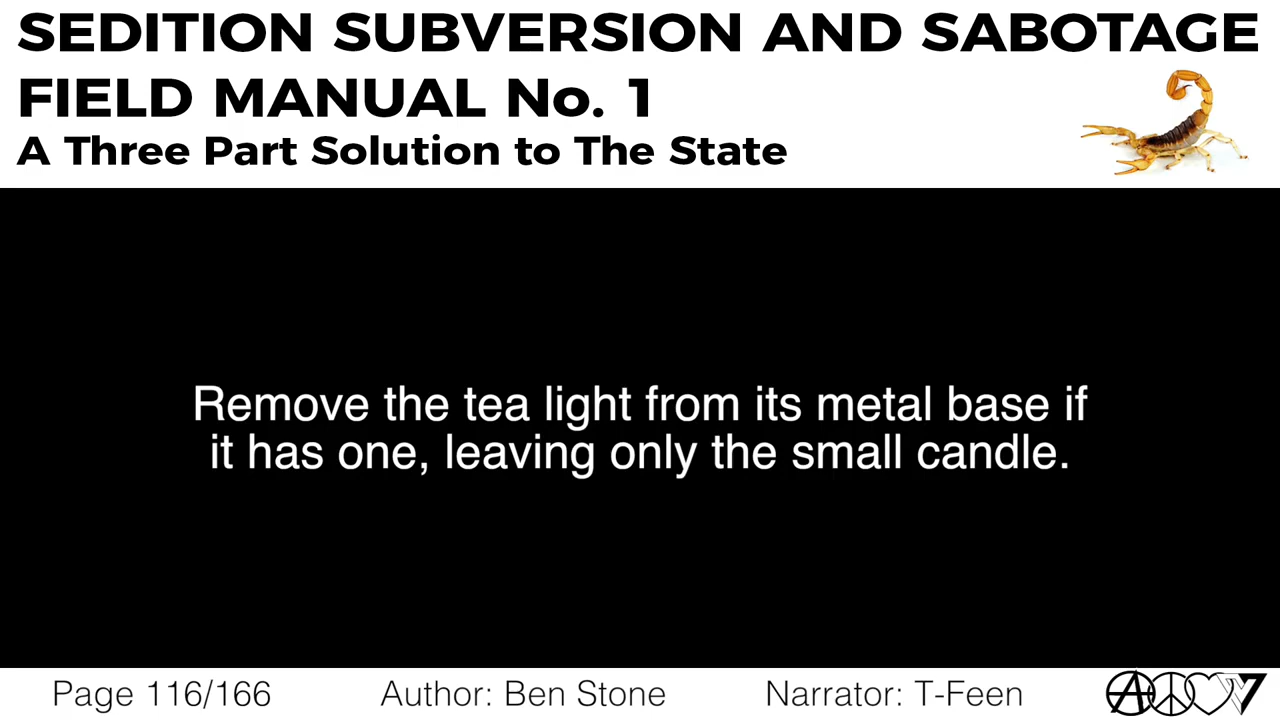 SEDITION SUBVERSION AND SABOTAGE
FIELD MANUAL No. 1
A Three Part Solution to The State
Remove the tea light from its metal base if
it has one, leaving only the small candle.
Page 116/166 Author: Ben Stone Narrator: T-Feen